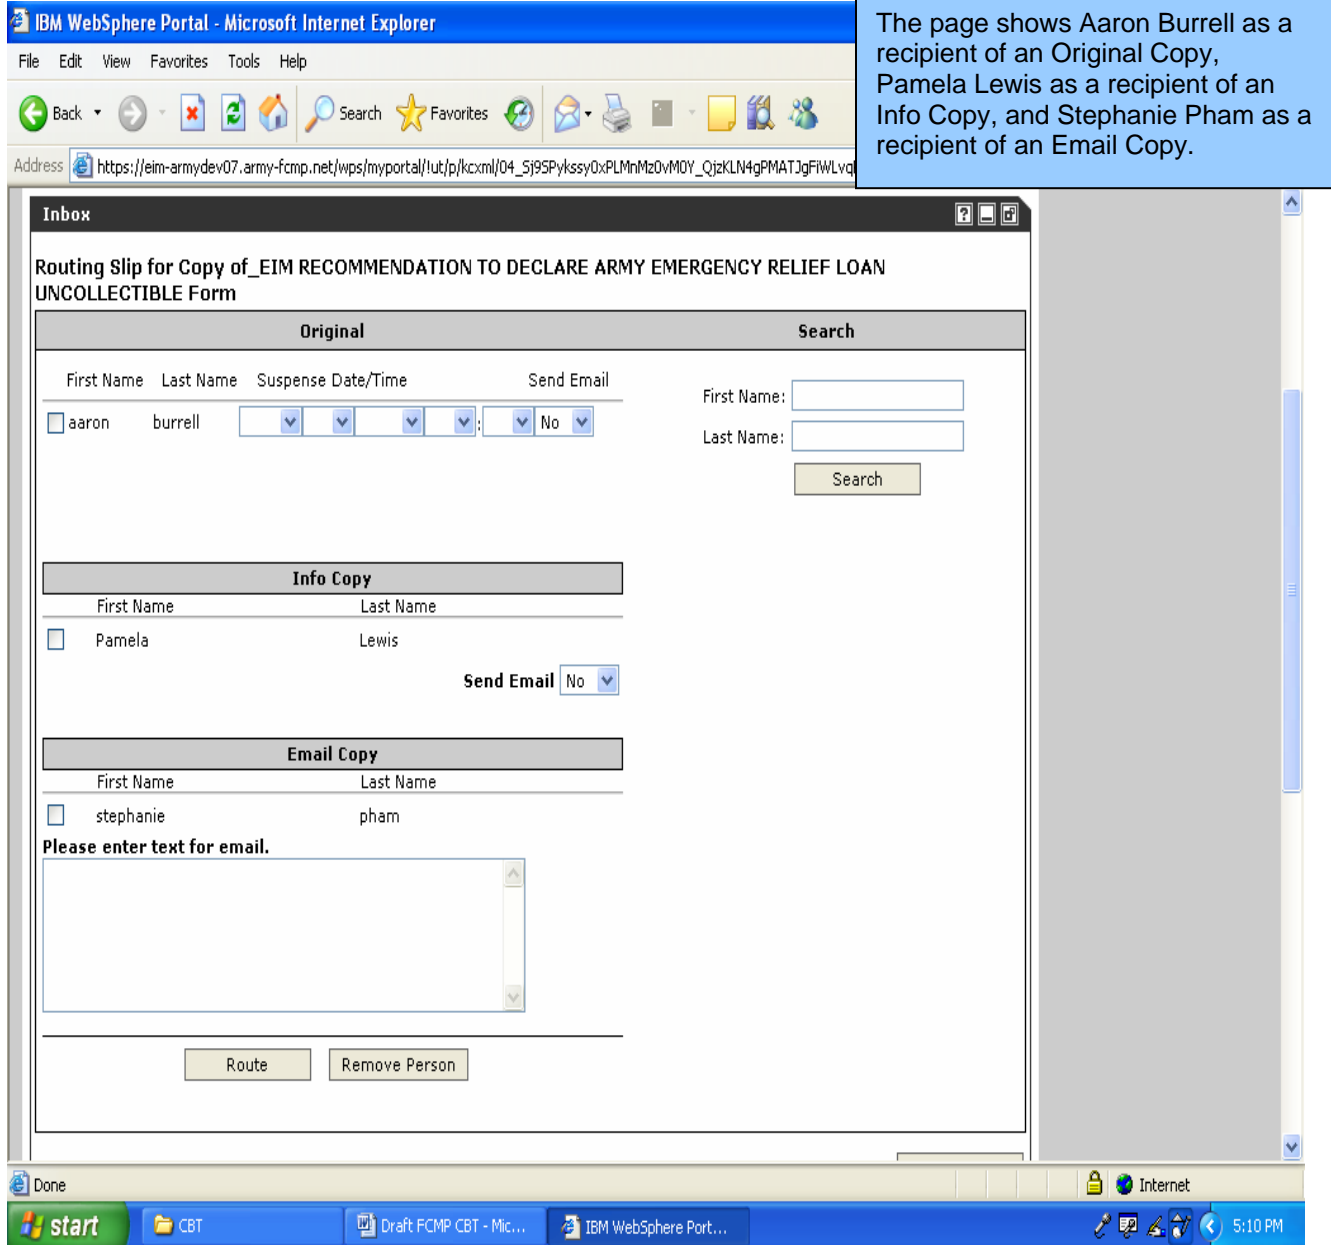 IBM WebSphere Portal - Microsoft Internet Explorer
The page shows Aaron Burrell as a
recipient of an Original Copy,
Pamela Lewis as a recipient of an
Info Copy, and Stephanie Pham as a
recipient of an Email Copy.
File Edit View Favorites Tools Help
Back Search Favorites
Address
Inbox ?
Routing Slip for Copy of_EIM RECOMMENDATION TO DECLARE ARMY EMERGENCY RELIEF LOAN
UNCOLLECTIBLE Form
Original Search
First Name Last Name Suspense Date/Time Send Email
First Name:
aaron burrell : No
Last Name:
Search
Info Copy
First Name Last Name
Pamela Lewis
Send Email No
Email Copy
First Name Last Name
stephanie pham
Please enter text for email.
Route Remove Person
Done Internet
start CBT Draft FCMP CBT - Mic... IBM WebSphere Port... 5:10 PM